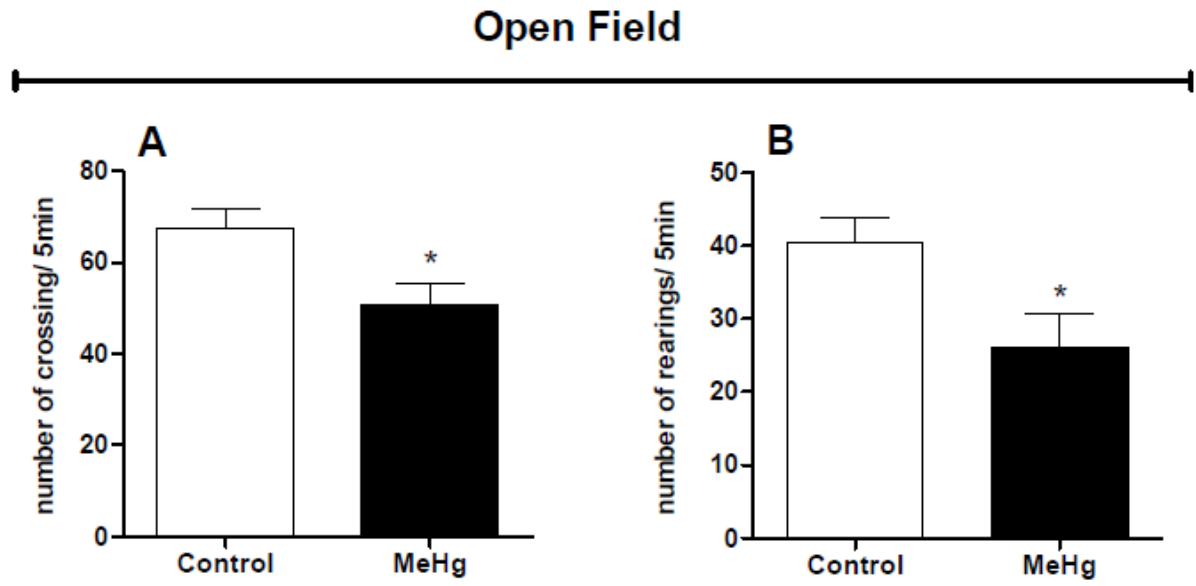 Open Field
A
number of crossing/ 5min
80
60
40
20
0
*
Control
MeHg
B
number of rearings/ 5min
50
40
30
20
10
0
*
Control
MeHg